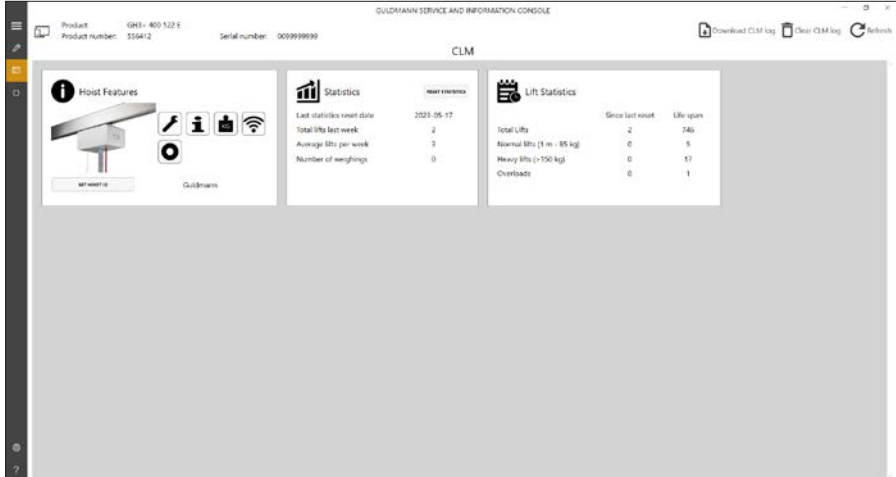 GULDMANN SERVICE AND INFORMATION CONSOLE
Product: GH3+ 400 122 E
Product number: 556412 Serial number: 0099999999
Download CLM log Clear CLM log Refresh
CLM
Hoist Features
KG
SET HOIST ID
Guldmann
Statistics
RESET STATISTICS
Last statistics reset date 2023-05-17
Total lifts last week 2
Average lifts per week 3
Number of weighings 0
Lift Statistics
Since last reset Life span
Total Lifts 2 746
Normal lifts (1 m - 85 kg) 0 5
Heavy lifts (>150 kg) 0 17
Overloads 0 1
?